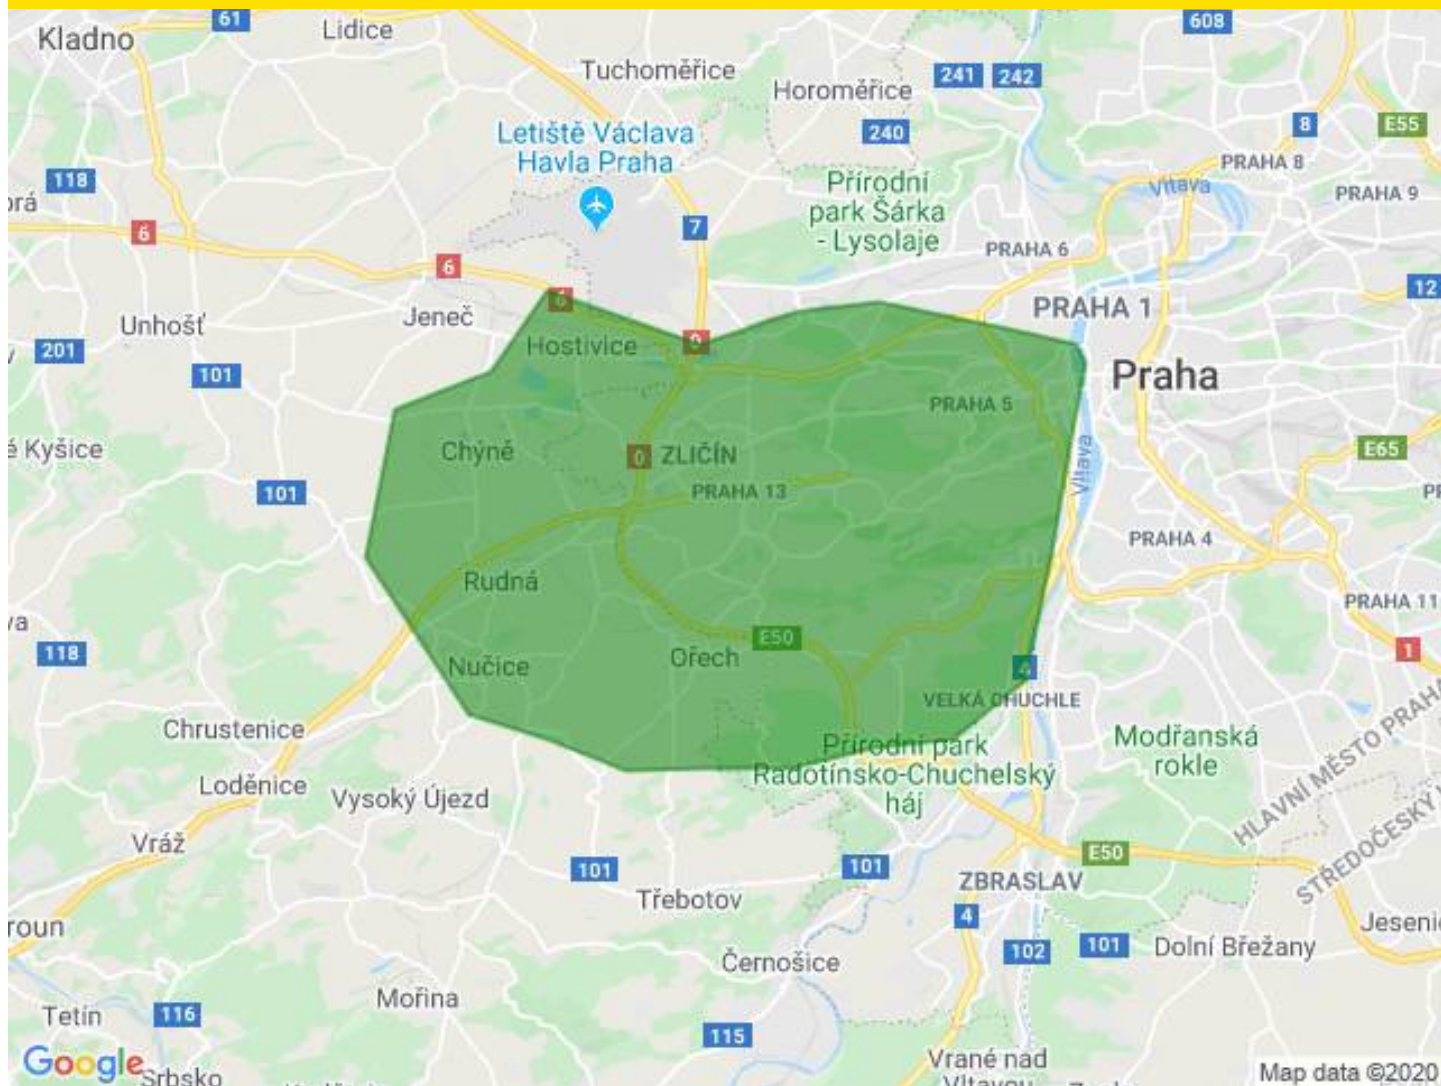 61
Lidice
608
Kladno
Tuchoměřice
241
242
Horoměřice
8
E55
Letiště Václava
Havla Praha
240
PRAHA 8
118
Přírodní
park Šárka
- Lysolaje
Vltava
PRAHA 9
orá
6
7
PRAHA 6
6
12
6
PRAHA 1
Jeneč
Unhošť
Hostivice
0
201
101
Praha
PRAHA 5
é Kyšice
Chýně
0
ZLIČÍN
E65
101
PRAHA 13
Vltava
PRAHA 4
Rudná
PRAHA 11
va
118
E50
Ořech
Nučice
4
1
VELKÁ CHUCHLE
Chrustenice
Přírodní park
Radotínsko-Chuchelský
háj
Modřanská
rokle
HLAVNÍ MĚSTO PRAHA
Loděnice
Vysoký Újezd
STŘEDOČESKÝ
Vráž
E50
101
101
ZBRASLAV
Třebotov
4
roun
102
101
Dolní Břežany
Jeseni
Černošice
Mořina
Tetín
116
115
Google
Srbsko
Vrané nad
Vltavou
Map data ©2020